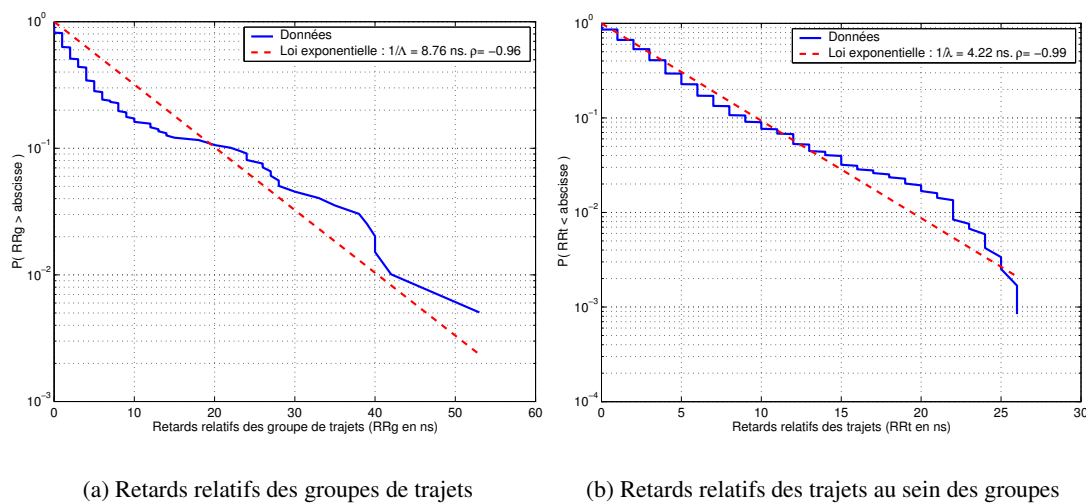 10^0
10^-1
10^-2
10^-3
P( RRg > abscisse )
Données
Loi exponentielle : 1/Λ = 8.76 ns. ρ= −0.96
0 10 20 30 40 50 60
Retards relatifs des groupe de trajets (RRg en ns)
(a) Retards relatifs des groupes de trajets
10^0
10^-1
10^-2
10^-3
10^-4
P( RRt < abscisse )
Données
Loi exponentielle : 1/λ = 4.22 ns. ρ= −0.99
0 5 10 15 20 25 30
Retards relatifs des trajets (RRt en ns)
(b) Retards relatifs des trajets au sein des groupes